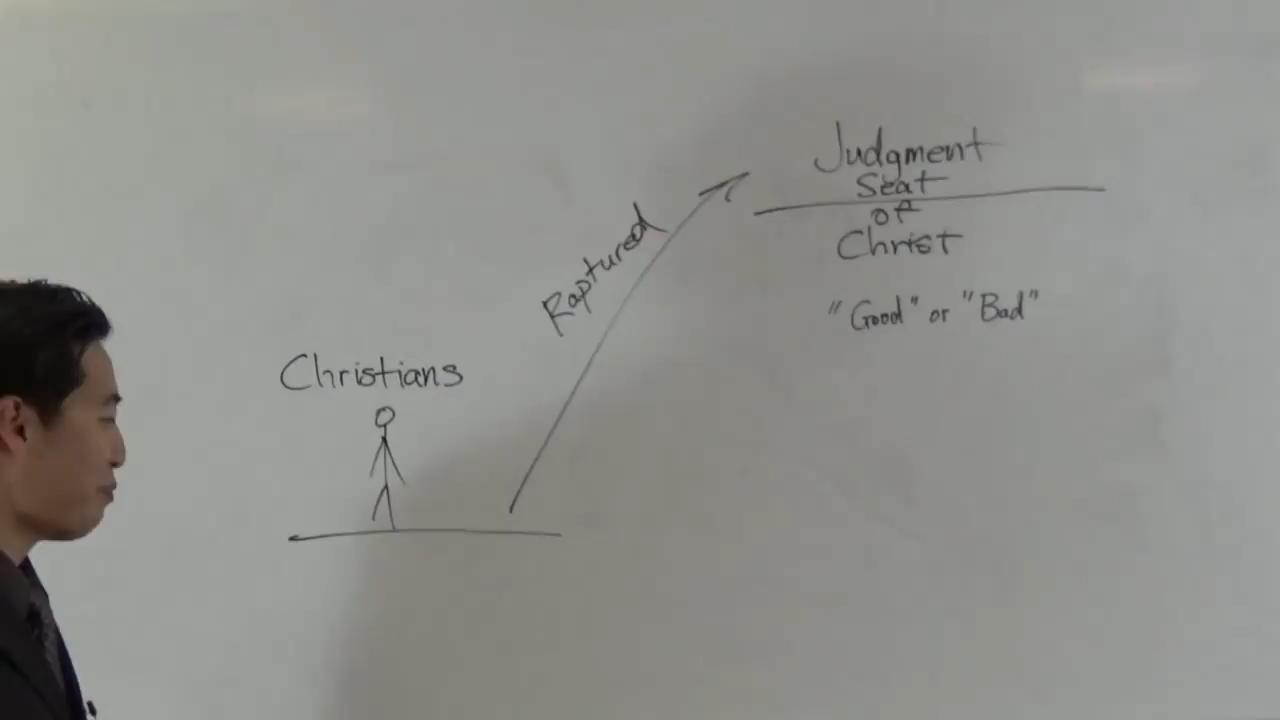 Judgment
Seat
of
Christ
Raptured
"Good" or "Bad"
Christians